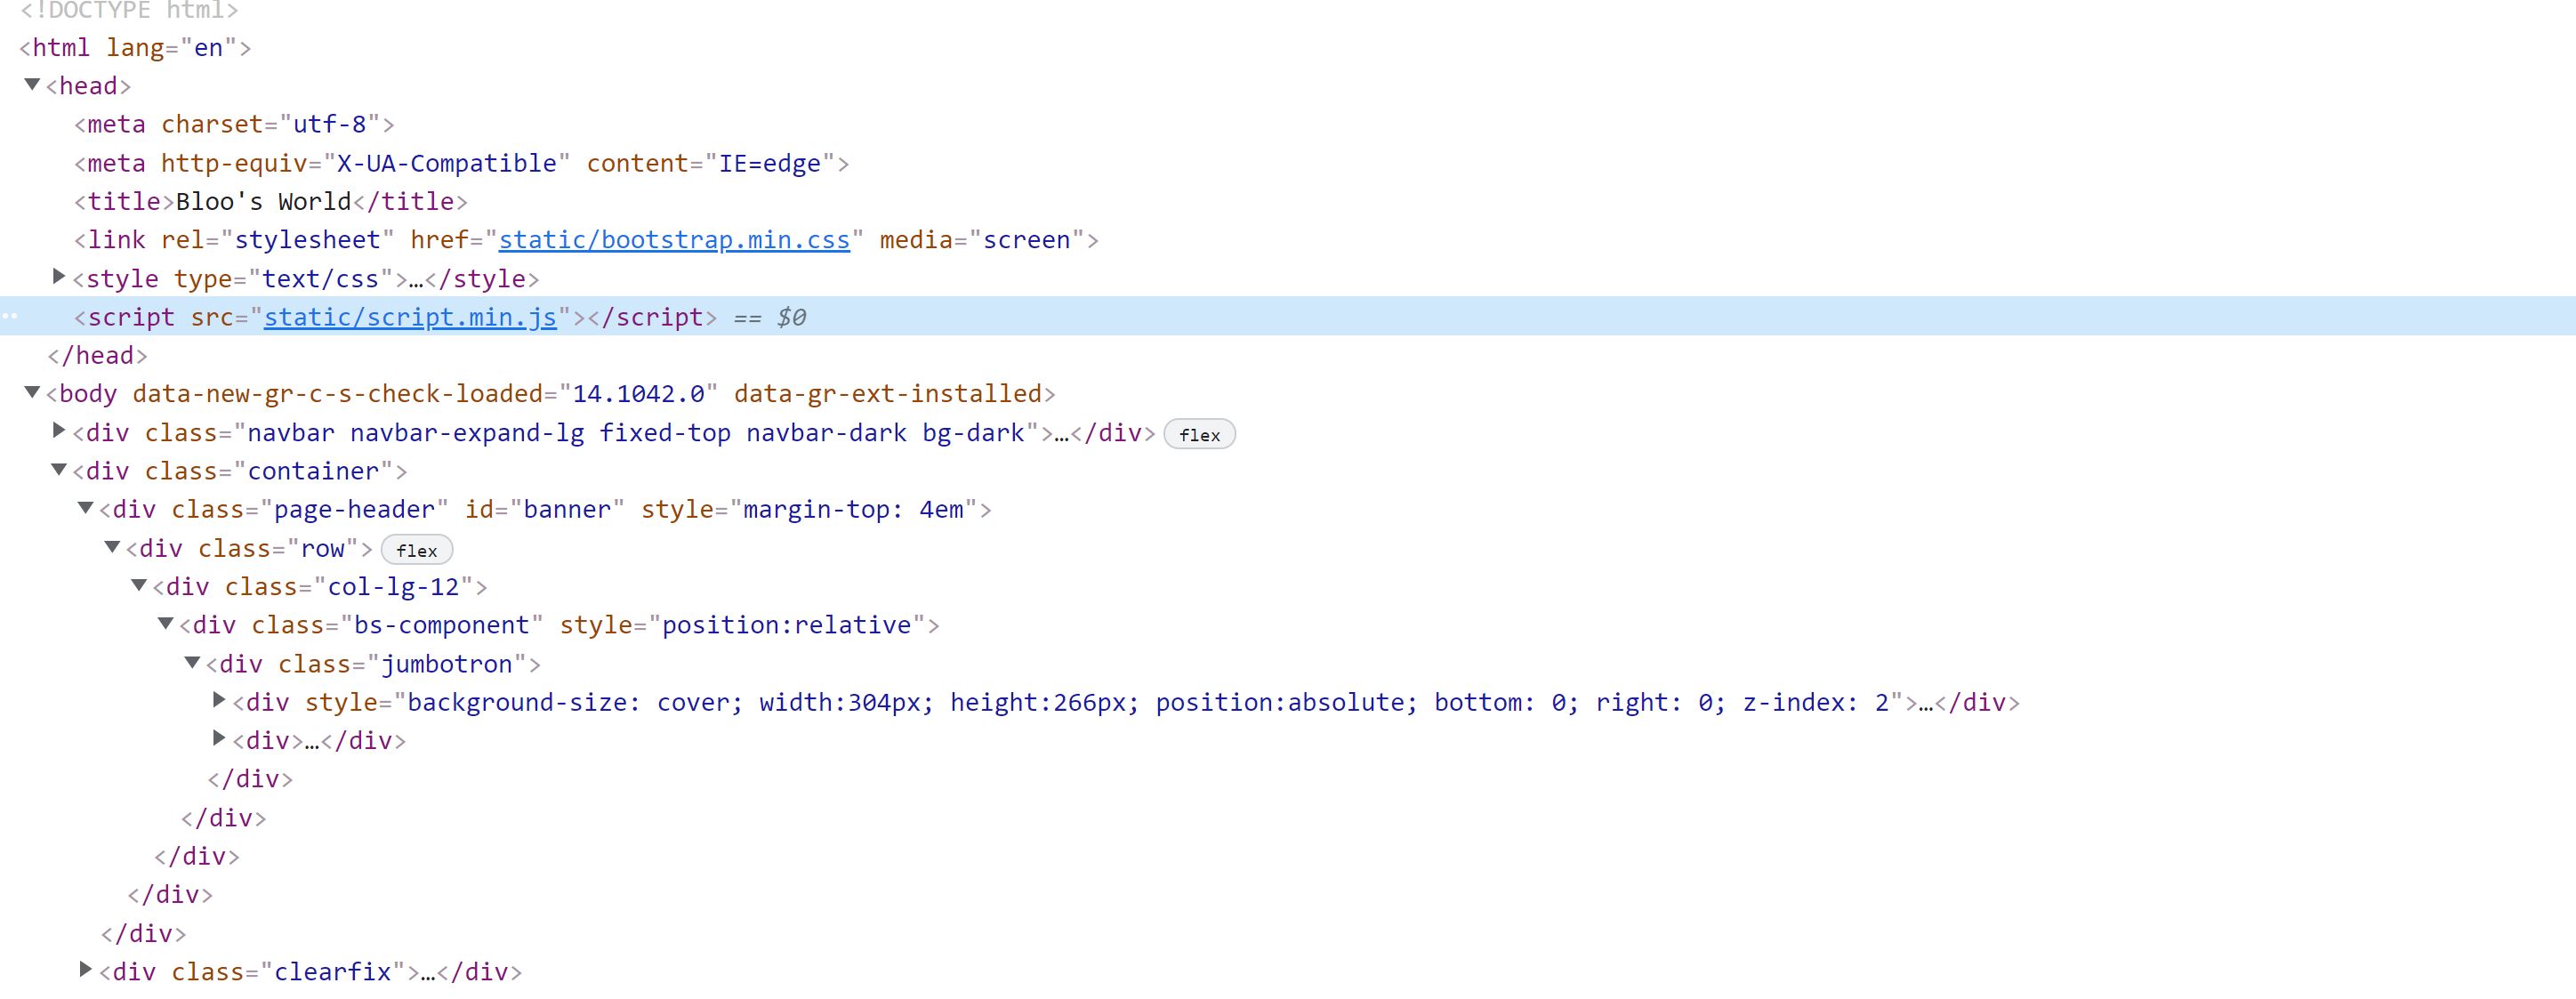 <!DOCTYPE html>
<html lang="en">
<head>
<meta charset="utf-8">
<meta http-equiv="X-UA-Compatible" content="IE=edge">
<title>Bloo's World</title>
<link rel="stylesheet" href="static/bootstrap.min.css" media="screen">
<style type="text/css">…</style>
<script src="static/script.min.js"></script> == $0
</head>
<body data-new-gr-c-s-check-loaded="14.1042.0" data-gr-ext-installed>
<div class="navbar navbar-expand-lg fixed-top navbar-dark bg-dark">…</div> flex
<div class="container">
<div class="page-header" id="banner" style="margin-top: 4em">
<div class="row"> flex
<div class="col-lg-12">
<div class="bs-component" style="position:relative">
<div class="jumbotron">
<div style="background-size: cover; width:304px; height:266px; position:absolute; bottom: 0; right: 0; z-index: 2">…</div>
<div>…</div>
</div>
</div>
</div>
</div>
</div>
<div class="clearfix">…</div>